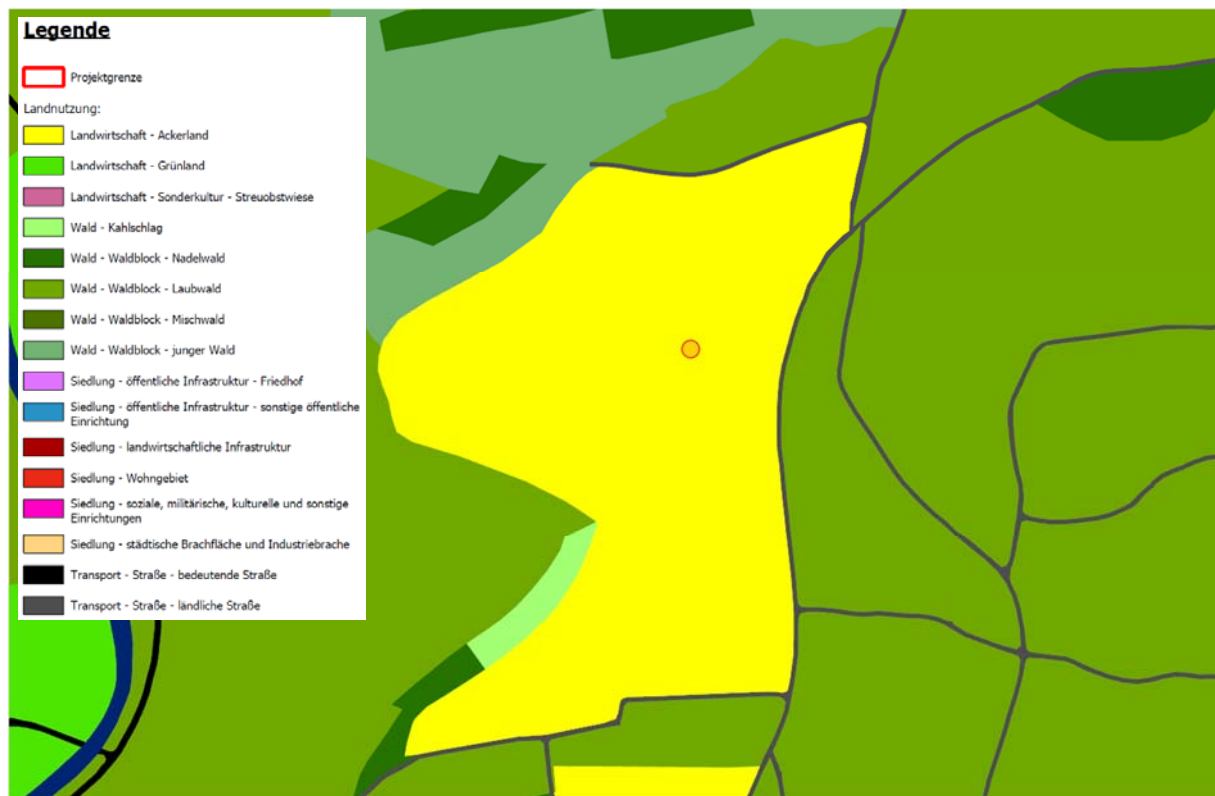 Legende
Projektgrenze
Landnutzung:
Landwirtschaft - Ackerland
Landwirtschaft - Grünland
Landwirtschaft - Sonderkultur - Streuobstwiese
Wald - Kahlschlag
Wald - Waldblock - Nadelwald
Wald - Waldblock - Laubwald
Wald - Waldblock - Mischwald
Wald - Waldblock - junger Wald
Siedlung - öffentliche Infrastruktur - Friedhof
Siedlung - öffentliche Infrastruktur - sonstige öffentliche
Einrichtung
Siedlung - landwirtschaftliche Infrastruktur
Siedlung - Wohngebiet
Siedlung - soziale, militärische, kulturelle und sonstige
Einrichtungen
Siedlung - städtische Brachfläche und Industriebrache
Transport - Straße - bedeutende Straße
Transport - Straße - ländliche Straße